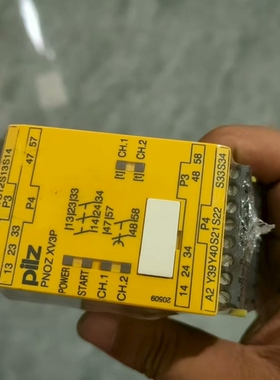 S12S13S14
P3
47 57
P4
13 23 33
pilz
PNOZ XV3P
POWER
START
CH.1
CH.2
|13|23|33
|14|24|34
|47|57
|48|58
[t] CH.1
[t] CH.2
20509
S33S34
48 58
P3
P4
14 24 34
A2 Y39Y40S21S22